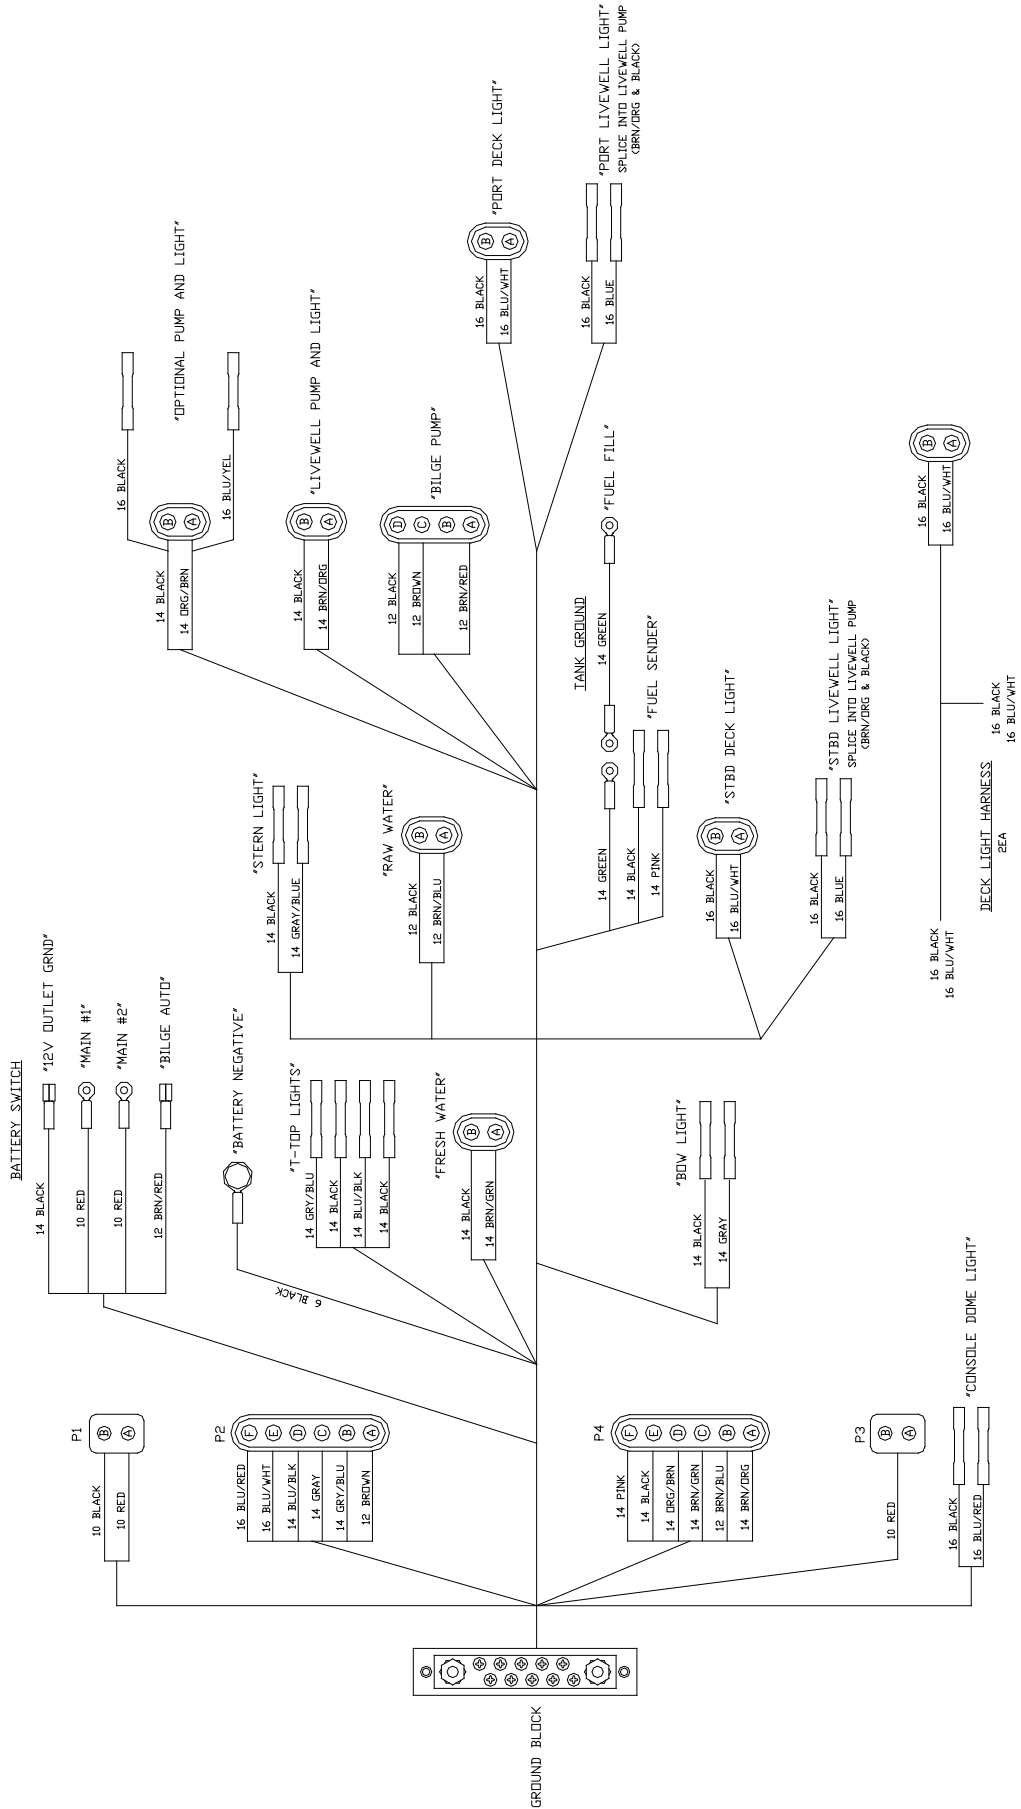 BATTERY SWITCH
14 BLACK
"12V OUTLET GRND"
10 RED
"MAIN #1"
10 RED
"MAIN #2"
12 BRN/RED
"BILGE AUTO"
"BATTERY NEGATIVE"
6 BLACK
"T-TOP LIGHTS"
14 GRY/BLU
14 BLACK
14 BLU/BLK
14 BLACK
"FRESH WATER"
14 BLACK
14 BRN/GRN
B
A
"STERN LIGHT"
14 BLACK
14 GRAY/BLUE
"RAW WATER"
12 BLACK
12 BRN/BLU
B
A
"OPTIONAL PUMP AND LIGHT"
16 BLACK
14 BLACK
14 ORG/BRN
16 BLU/YEL
B
A
"LIVEWELL PUMP AND LIGHT"
14 BLACK
14 BRN/ORG
B
A
"BILGE PUMP"
12 BLACK
12 BROWN
12 BRN/RED
D
C
B
A
"PORT DECK LIGHT"
16 BLACK
16 BLU/WHT
B
A
"PORT LIVEWELL LIGHT"
SPLICE INTO LIVEWELL PUMP
(BRN/ORG & BLACK)
16 BLACK
16 BLUE
P1
10 BLACK
10 RED
B
A
P2
16 BLU/RED
16 BLU/WHT
14 BLU/BLK
14 GRAY
14 GRY/BLU
12 BROWN
F
E
D
C
B
A
P4
14 PINK
14 BLACK
14 ORG/BRN
14 BRN/GRN
12 BRN/BLU
14 BRN/ORG
F
E
D
C
B
A
P3
10 RED
B
A
"CONSOLE DOME LIGHT"
16 BLACK
16 BLU/RED
GROUND BLOCK
"BOW LIGHT"
14 BLACK
14 GRAY
TANK GROUND
14 GREEN
14 GREEN
"FUEL FILL"
"FUEL SENDER"
14 BLACK
14 PINK
"STBD DECK LIGHT"
16 BLACK
16 BLU/WHT
B
A
"STBD LIVEWELL LIGHT"
SPLICE INTO LIVEWELL PUMP
(BRN/ORG & BLACK)
16 BLACK
16 BLUE
16 BLACK
16 BLU/WHT
B
A
16 BLACK
16 BLU/WHT
16 BLACK
16 BLU/WHT
DECK LIGHT HARNESS
2EA